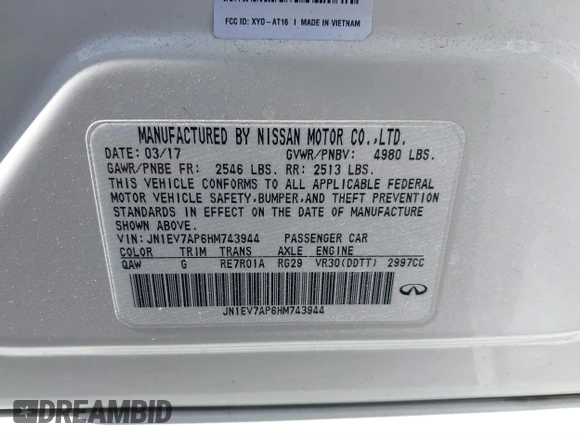 FCC ID: XYO-AT16 | MADE IN VIETNAM
MANUFACTURED BY NISSAN MOTOR CO.,LTD.
DATE: 03/17 GVWR/PNBV: 4980 LBS.
GAWR/PNBE FR: 2546 LBS. RR: 2513 LBS.
THIS VEHICLE CONFORMS TO ALL APPLICABLE FEDERAL
MOTOR VEHICLE SAFETY,BUMPER,AND THEFT PREVENTION
STANDARDS IN EFFECT ON THE DATE OF MANUFACTURE
SHOWN ABOVE.
VIN: JN1EV7AP6HM743944 PASSENGER CAR
COLOR TRIM TRANS AXLE ENGINE
QAW G RE7R01A RG29 VR30(DDTT) 2997CC
JN1EV7AP6HM743944
DREAMBID